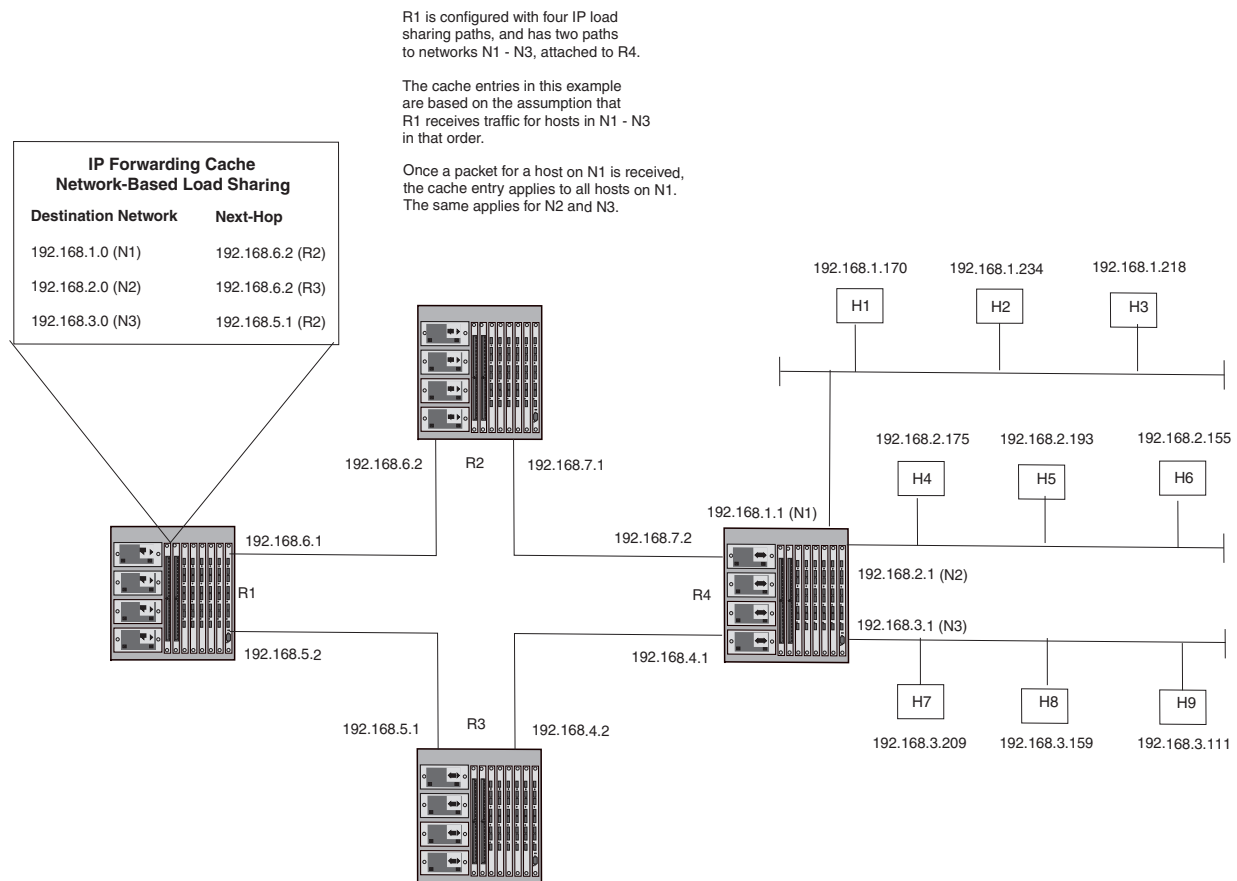 R1 is configured with four IP load
sharing paths, and has two paths
to networks N1 - N3, attached to R4.
The cache entries in this example
are based on the assumption that
R1 receives traffic for hosts in N1 - N3
in that order.
Once a packet for a host on N1 is received,
the cache entry applies to all hosts on N1.
The same applies for N2 and N3.
IP Forwarding Cache
Network-Based Load Sharing
Destination Network Next-Hop
192.168.1.0 (N1) 192.168.6.2 (R2)
192.168.2.0 (N2) 192.168.6.2 (R3)
192.168.3.0 (N3) 192.168.5.1 (R2)
192.168.1.170 192.168.1.234 192.168.1.218
H1 H2 H3
192.168.2.175 192.168.2.193 192.168.2.155
H4 H5 H6
192.168.6.2 R2 192.168.7.1
192.168.1.1 (N1)
192.168.6.1 192.168.7.2
192.168.2.1 (N2)
R1 R4
192.168.3.1 (N3)
192.168.5.2 192.168.4.1
H7 H8 H9
192.168.5.1 R3 192.168.4.2
192.168.3.209 192.168.3.159 192.168.3.111